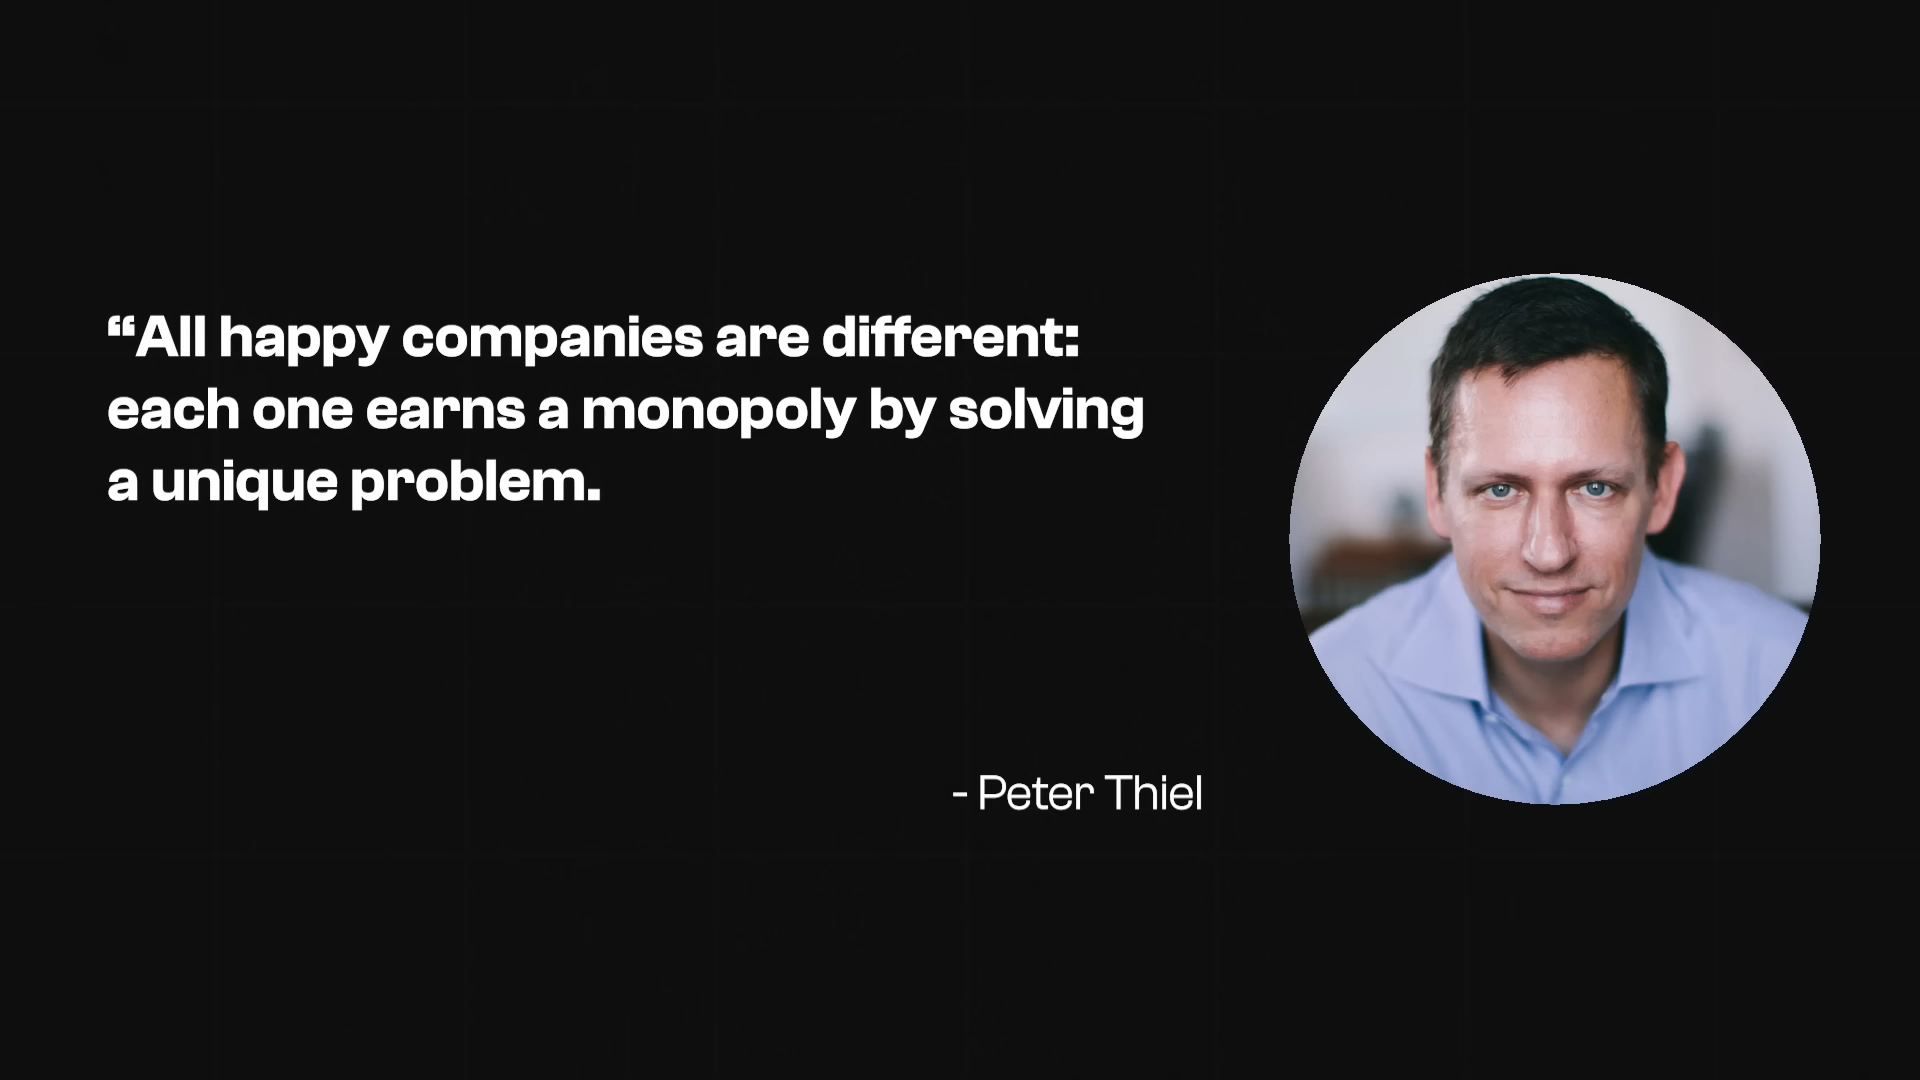 “All happy companies are different:
each one earns a monopoly by solving
a unique problem.
- Peter Thiel